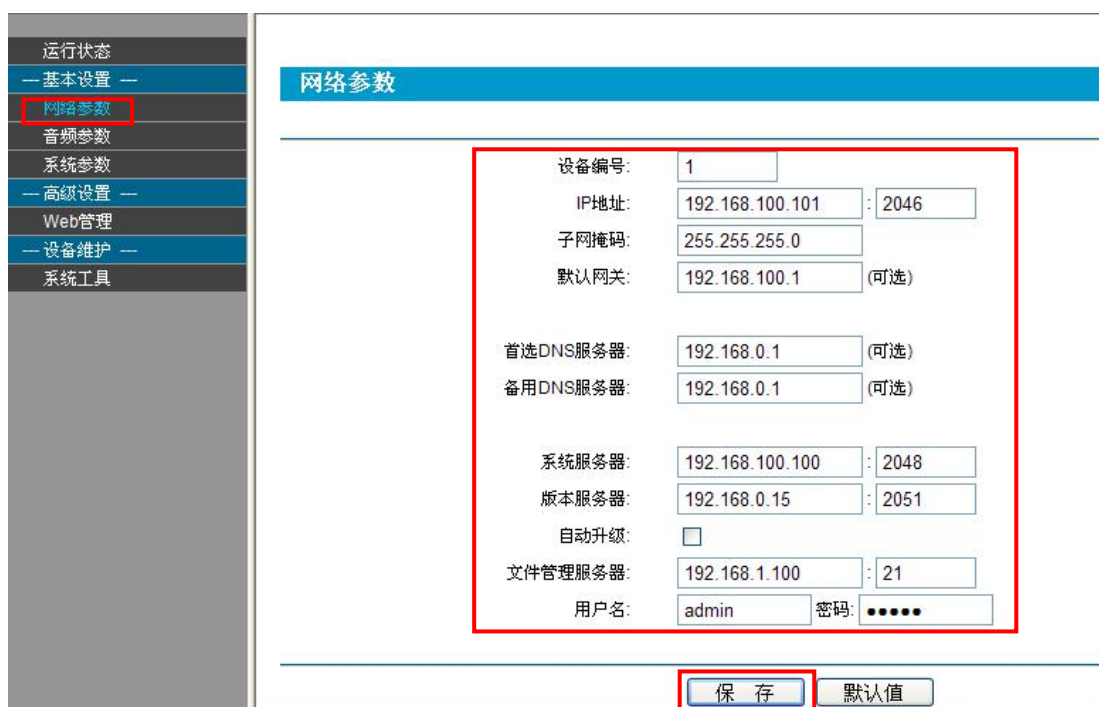 运行状态
--- 基本设置 ---
网络参数
音频参数
系统参数
--- 高级设置 ---
Web管理
--- 设备维护 ---
系统工具
网络参数
设备编号: 1
IP地址: 192.168.100.101 : 2046
子网掩码: 255.255.255.0
默认网关: 192.168.100.1 (可选)
首选DNS服务器: 192.168.0.1 (可选)
备用DNS服务器: 192.168.0.1 (可选)
系统服务器: 192.168.100.100 : 2048
版本服务器: 192.168.0.15 : 2051
自动升级:
文件管理服务器: 192.168.1.100 : 21
用户名: admin 密码: ●●●●●
保 存 默认值